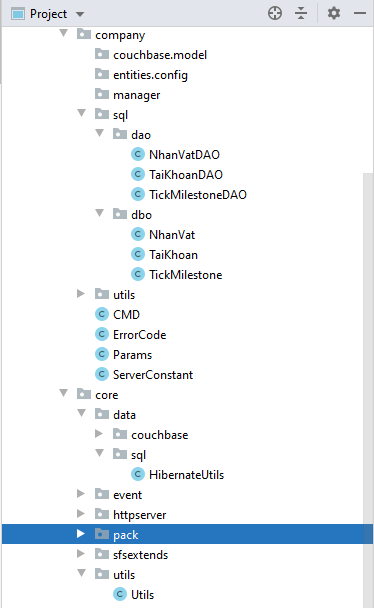 Project
company
couchbase.model
entities.config
manager
sql
dao
NhanVatDAO
TaiKhoanDAO
TickMilestoneDAO
dbo
NhanVat
TaiKhoan
TickMilestone
utils
CMD
ErrorCode
Params
ServerConstant
core
data
couchbase
sql
HibernateUtils
event
httpserver
pack
sfsextends
utils
Utils